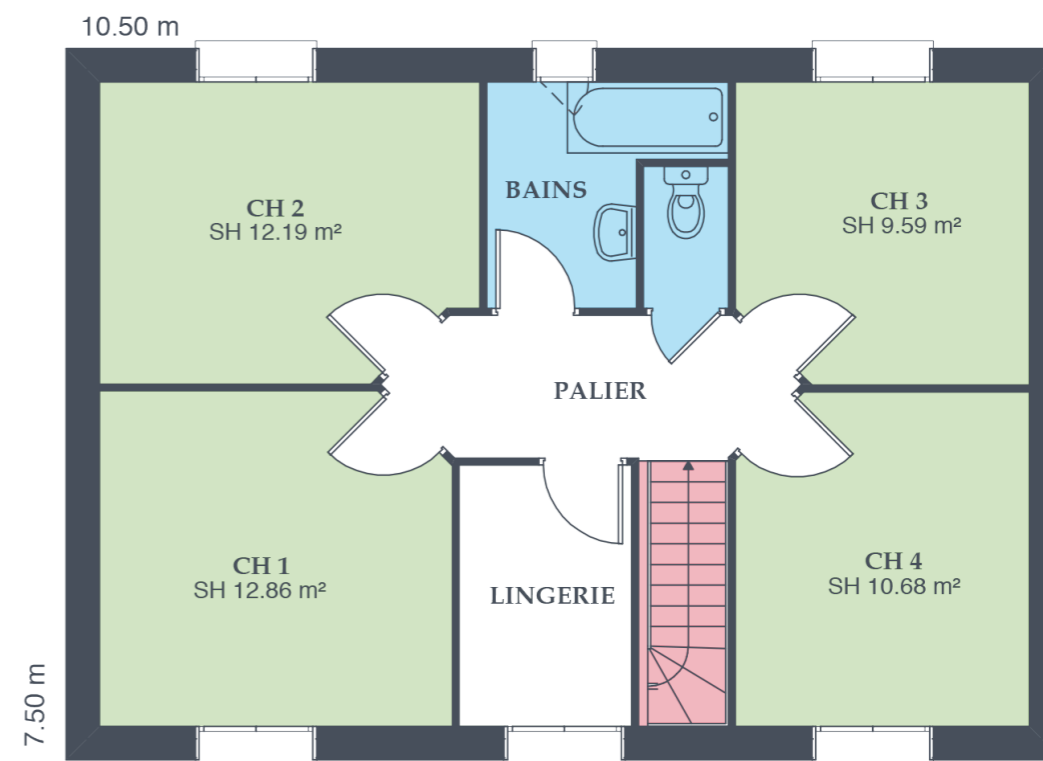 10.50 m
CH 2
SH 12.19 m²
BAINS
CH 3
SH 9.59 m²
PALIER
CH 1
SH 12.86 m²
LINGERIE
CH 4
SH 10.68 m²
7.50 m